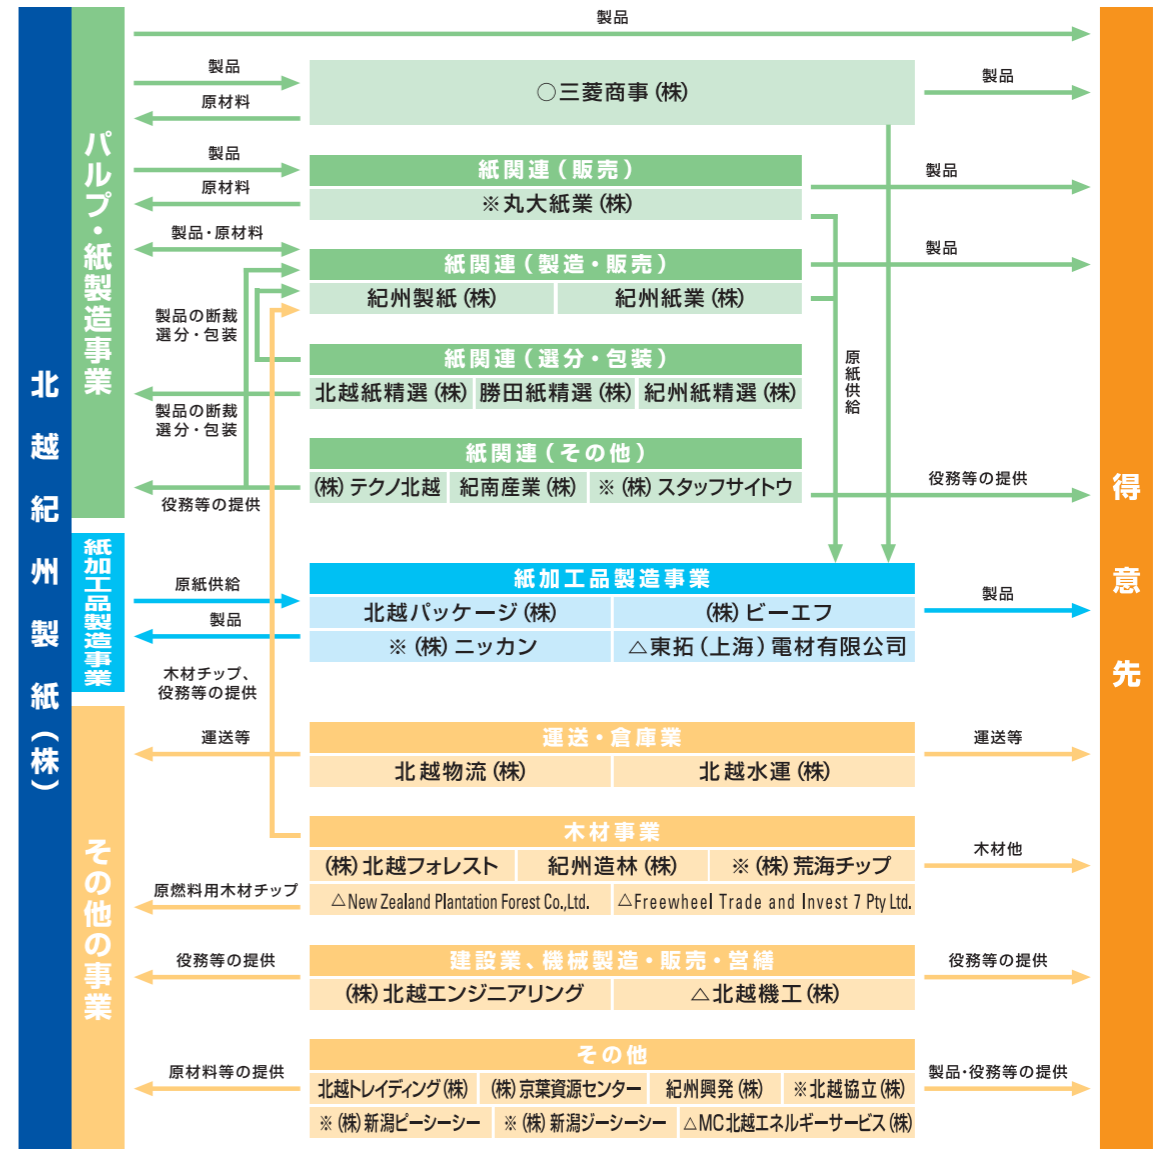 北越紀州製紙(株)
パルプ・紙製造事業
紙加工品製造事業
その他の事業
得意先
製品
製品
原材料
○三菱商事(株)
製品
製品
原材料
紙関連(販売)
※丸大紙業(株)
製品
製品・原材料
紙関連(製造・販売)
紀州製紙(株)
紀州紙業(株)
製品
製品の断裁
選分・包装
紙関連(選分・包装)
北越紙精選(株)
勝田紙精選(株)
紀州紙精選(株)
製品の断裁
選分・包装
原紙供給
紙関連(その他)
(株)テクノ北越
紀南産業(株)
※(株)スタッフサイトウ
役務等の提供
役務等の提供
原紙供給
製品
紙加工品製造事業
北越パッケージ(株)
(株)ビーエフ
※(株)ニッカン
△東拓(上海)電材有限公司
製品
木材チップ、
役務等の提供
運送等
運送・倉庫業
北越物流(株)
北越水運(株)
運送等
木材事業
(株)北越フォレスト
紀州造林(株)
※(株)荒海チップ
△New Zealand Plantation Forest Co.,Ltd.
△Freewheel Trade and Invest 7 Pty Ltd.
原燃料用木材チップ
木材他
役務等の提供
建設業、機械製造・販売・営繕
(株)北越エンジニアリング
△北越機工(株)
役務等の提供
原材料等の提供
その他
北越トレイディング(株)
(株)京葉資源センター
紀州興発(株)
※北越協立(株)
※(株)新潟ピーシーシー
※(株)新潟ジーシーシー
△MC北越エネルギーサービス(株)
製品・役務等の提供